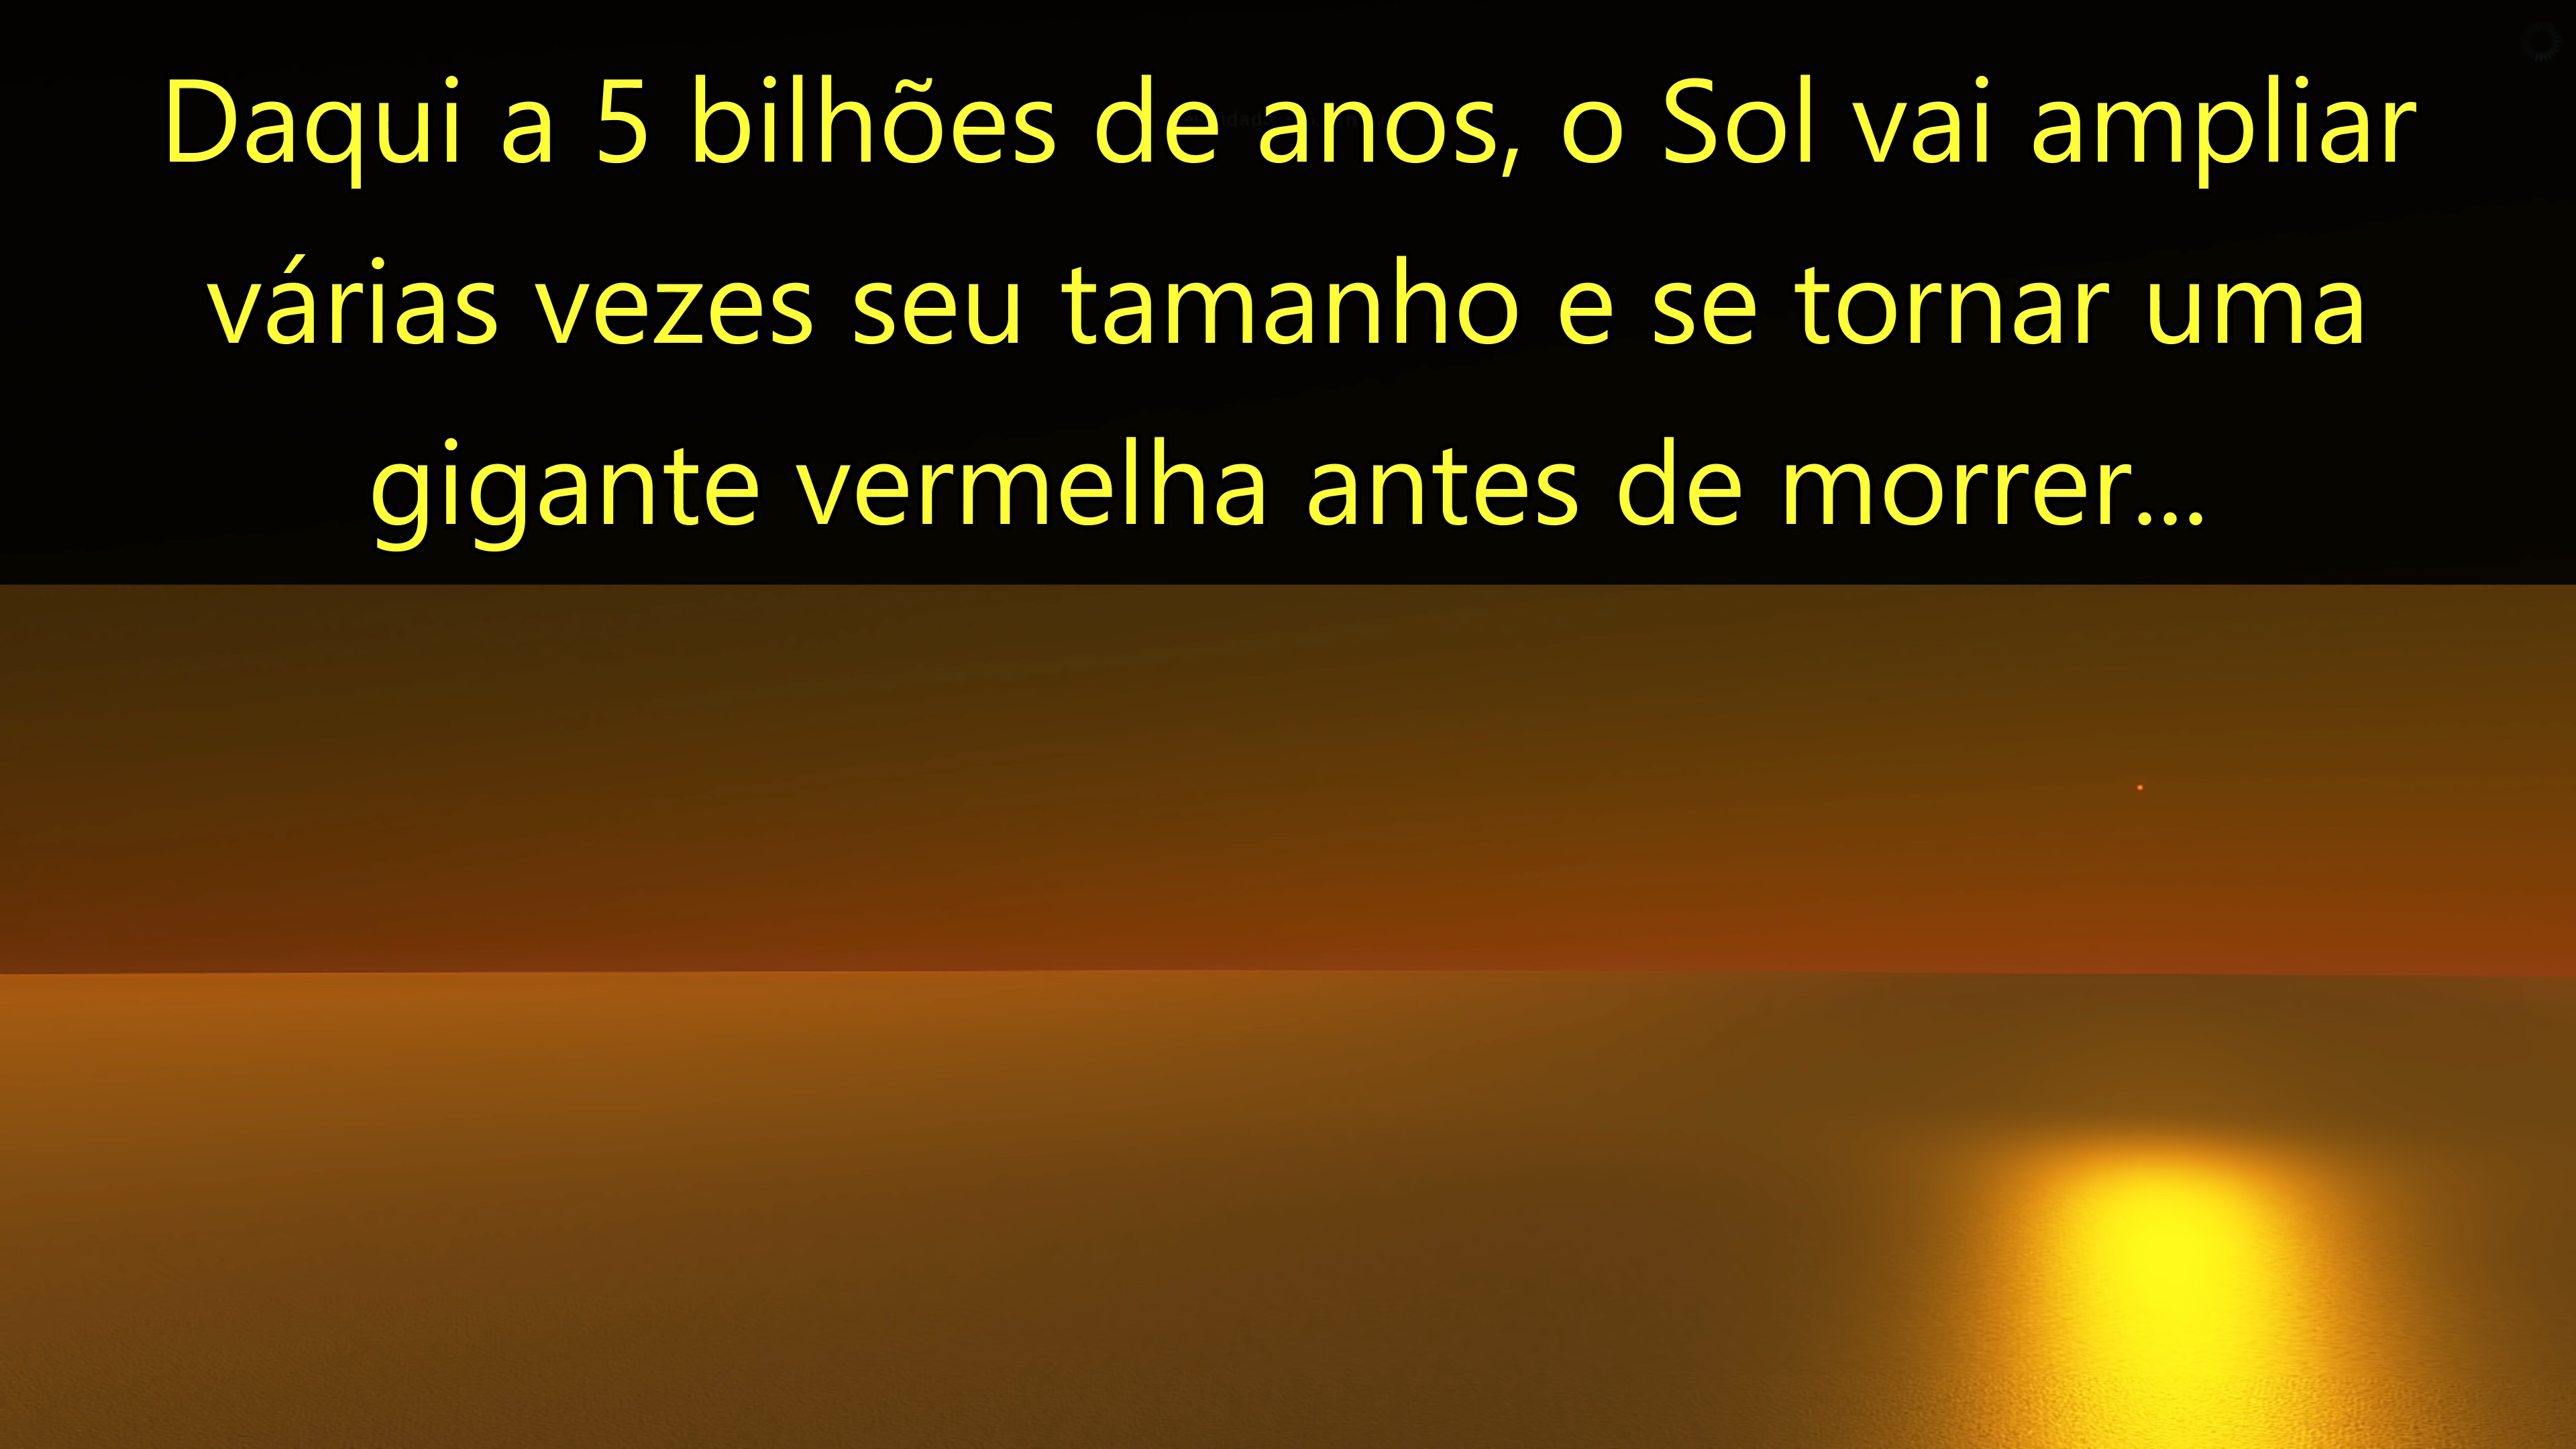 Daqui a 5 bilhões de anos, o Sol vai ampliar
várias vezes seu tamanho e se tornar uma
gigante vermelha antes de morrer...